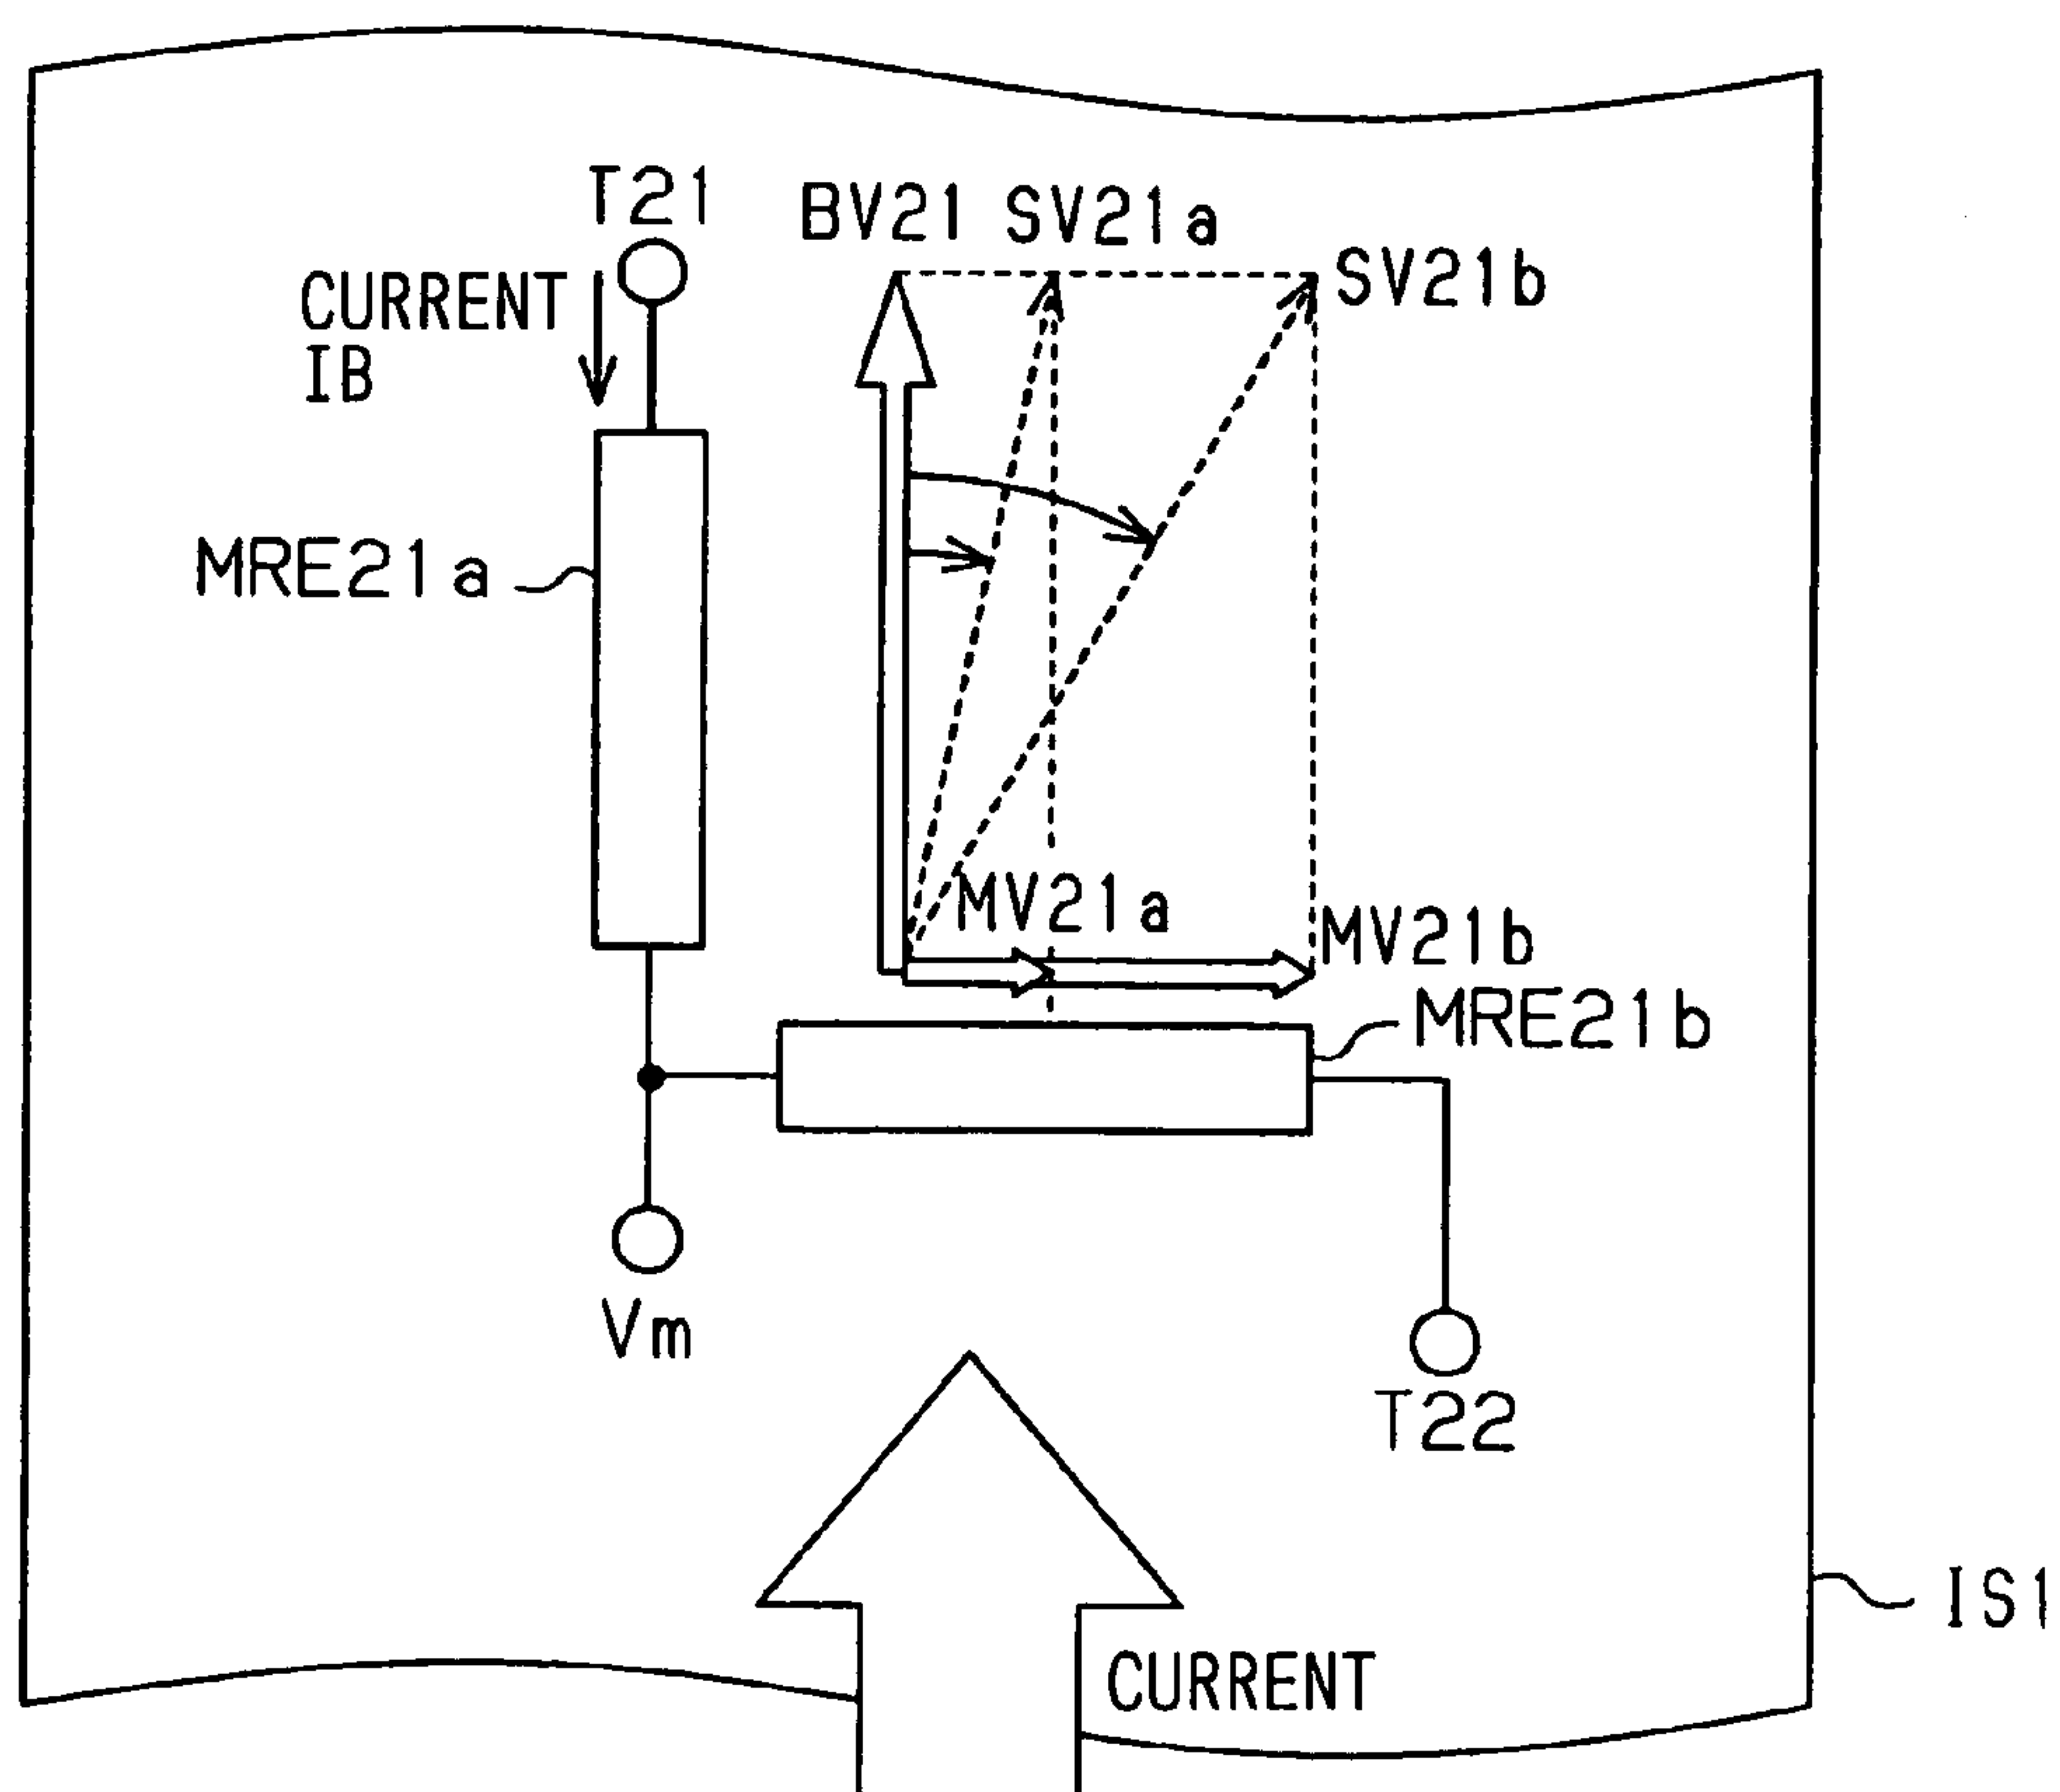 T21
BV21 SV21a
SV21b
CURRENT
IB
MRE21a
MV21a
MV21b
MRE21b
Vm
T22
IS1
CURRENT